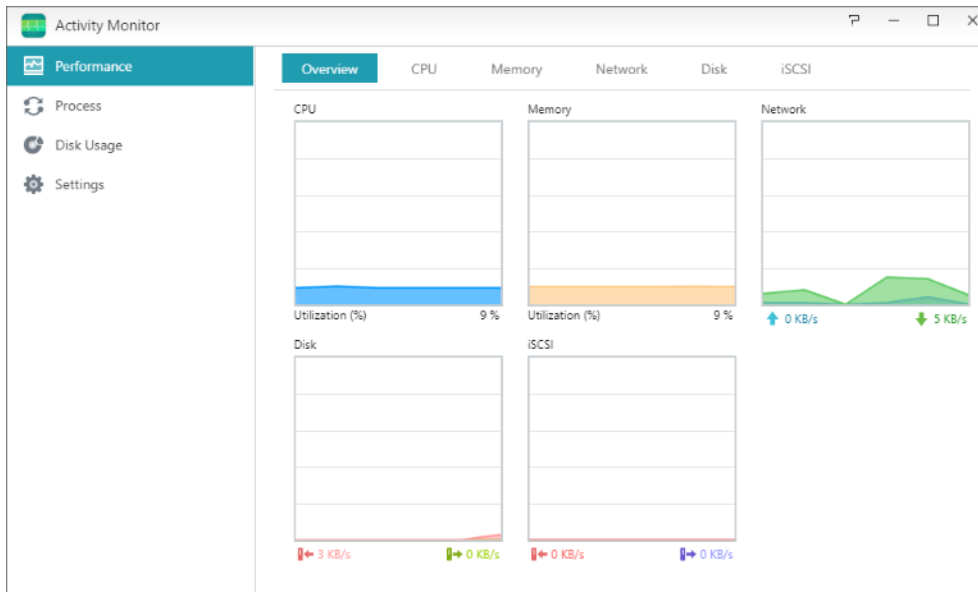 Activity Monitor
Performance
Process
Disk Usage
Settings
Overview CPU Memory Network Disk iSCSI
CPU Memory Network
Utilization (%) 9 % Utilization (%) 9 % 0 KB/s 5 KB/s
Disk iSCSI
3 KB/s 0 KB/s 0 KB/s 0 KB/s